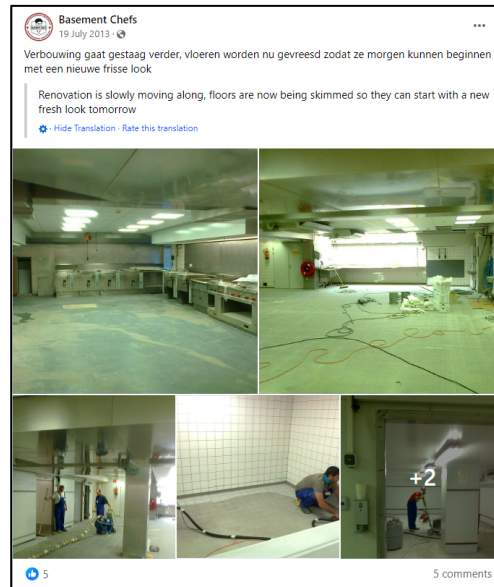 Basement Chefs
19 July 2013 ·
Verbouwing gaat gestaag verder, vloeren worden nu gevreesd zodat ze morgen kunnen beginnen
met een nieuwe frisse look
Renovation is slowly moving along, floors are now being skimmed so they can start with a new
fresh look tomorrow
· Hide Translation · Rate this translation
+2
5
5 comments